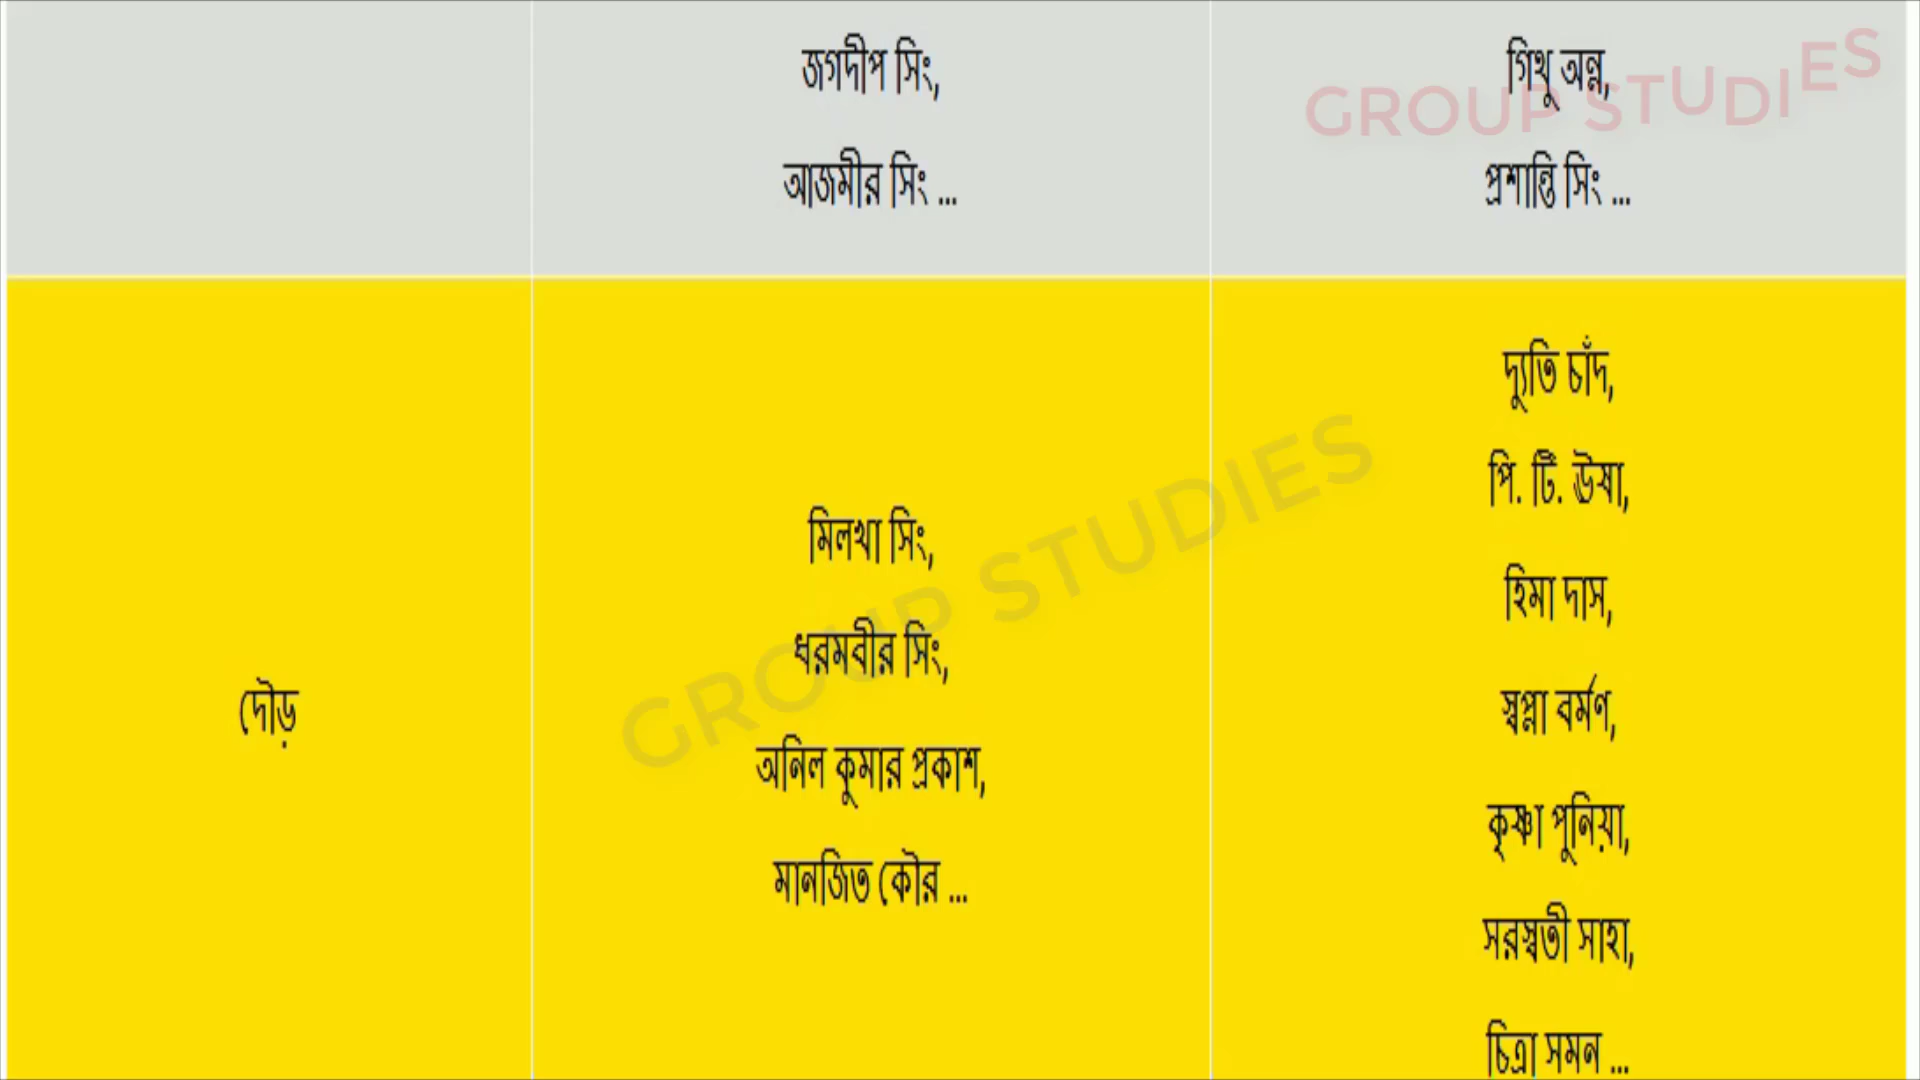 জগদীপ সিং,
আজমীর সিং ...
গিথু অন্ন,
প্রশান্তি সিং ...
GROUP STUDIES
দৌড়
মিলখা সিং,
ধরমবীর সিং,
অনিল কুমার প্রকাশ,
মানজিত কৌর ...
দ্যুতি চাঁদ,
পি. টি. ঊষা,
হিমা দাস,
স্বপ্না বর্মণ,
কৃষ্ণা পুনিয়া,
সরস্বতী সাহা,
চিত্রা সমন ...
GROUP STUDIES